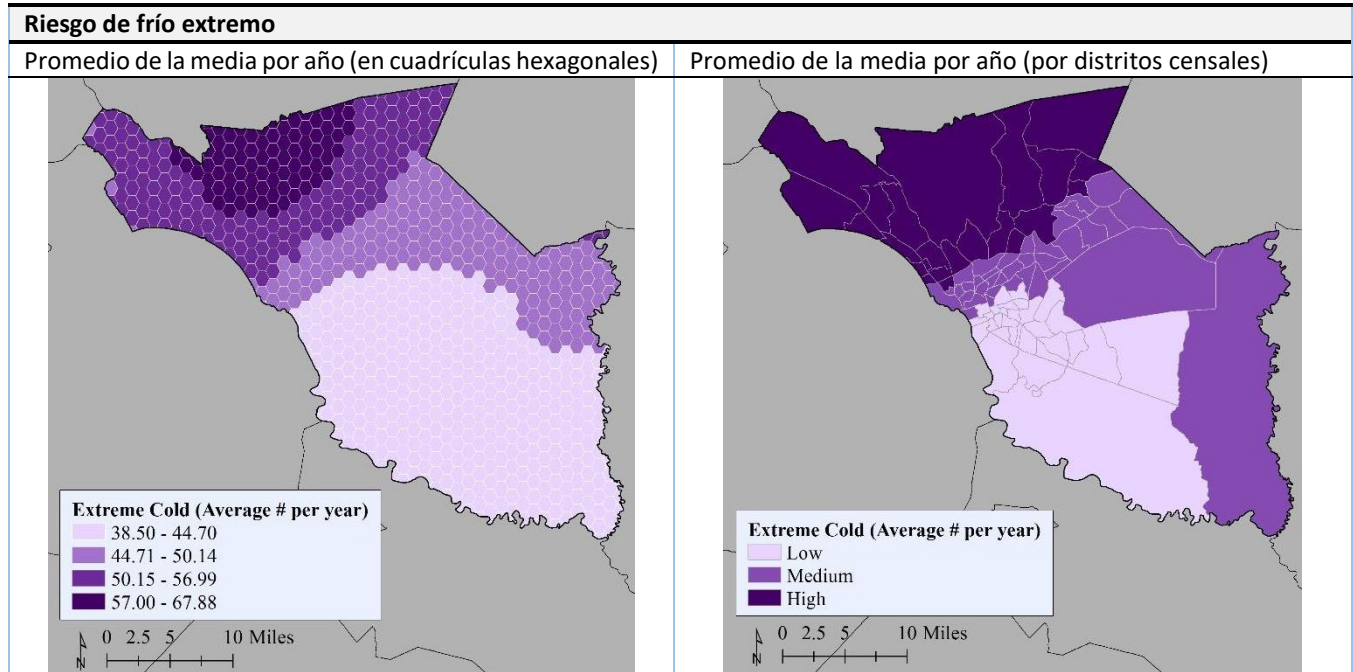 Riesgo de frío extremo
Promedio de la media por año (en cuadrículas hexagonales)
Promedio de la media por año (por distritos censales)
Extreme Cold (Average # per year)
38.50 - 44.70
44.71 - 50.14
50.15 - 56.99
57.00 - 67.88
0 2.5 5 10 Miles
N
Extreme Cold (Average # per year)
Low
Medium
High
0 2.5 5 10 Miles
N